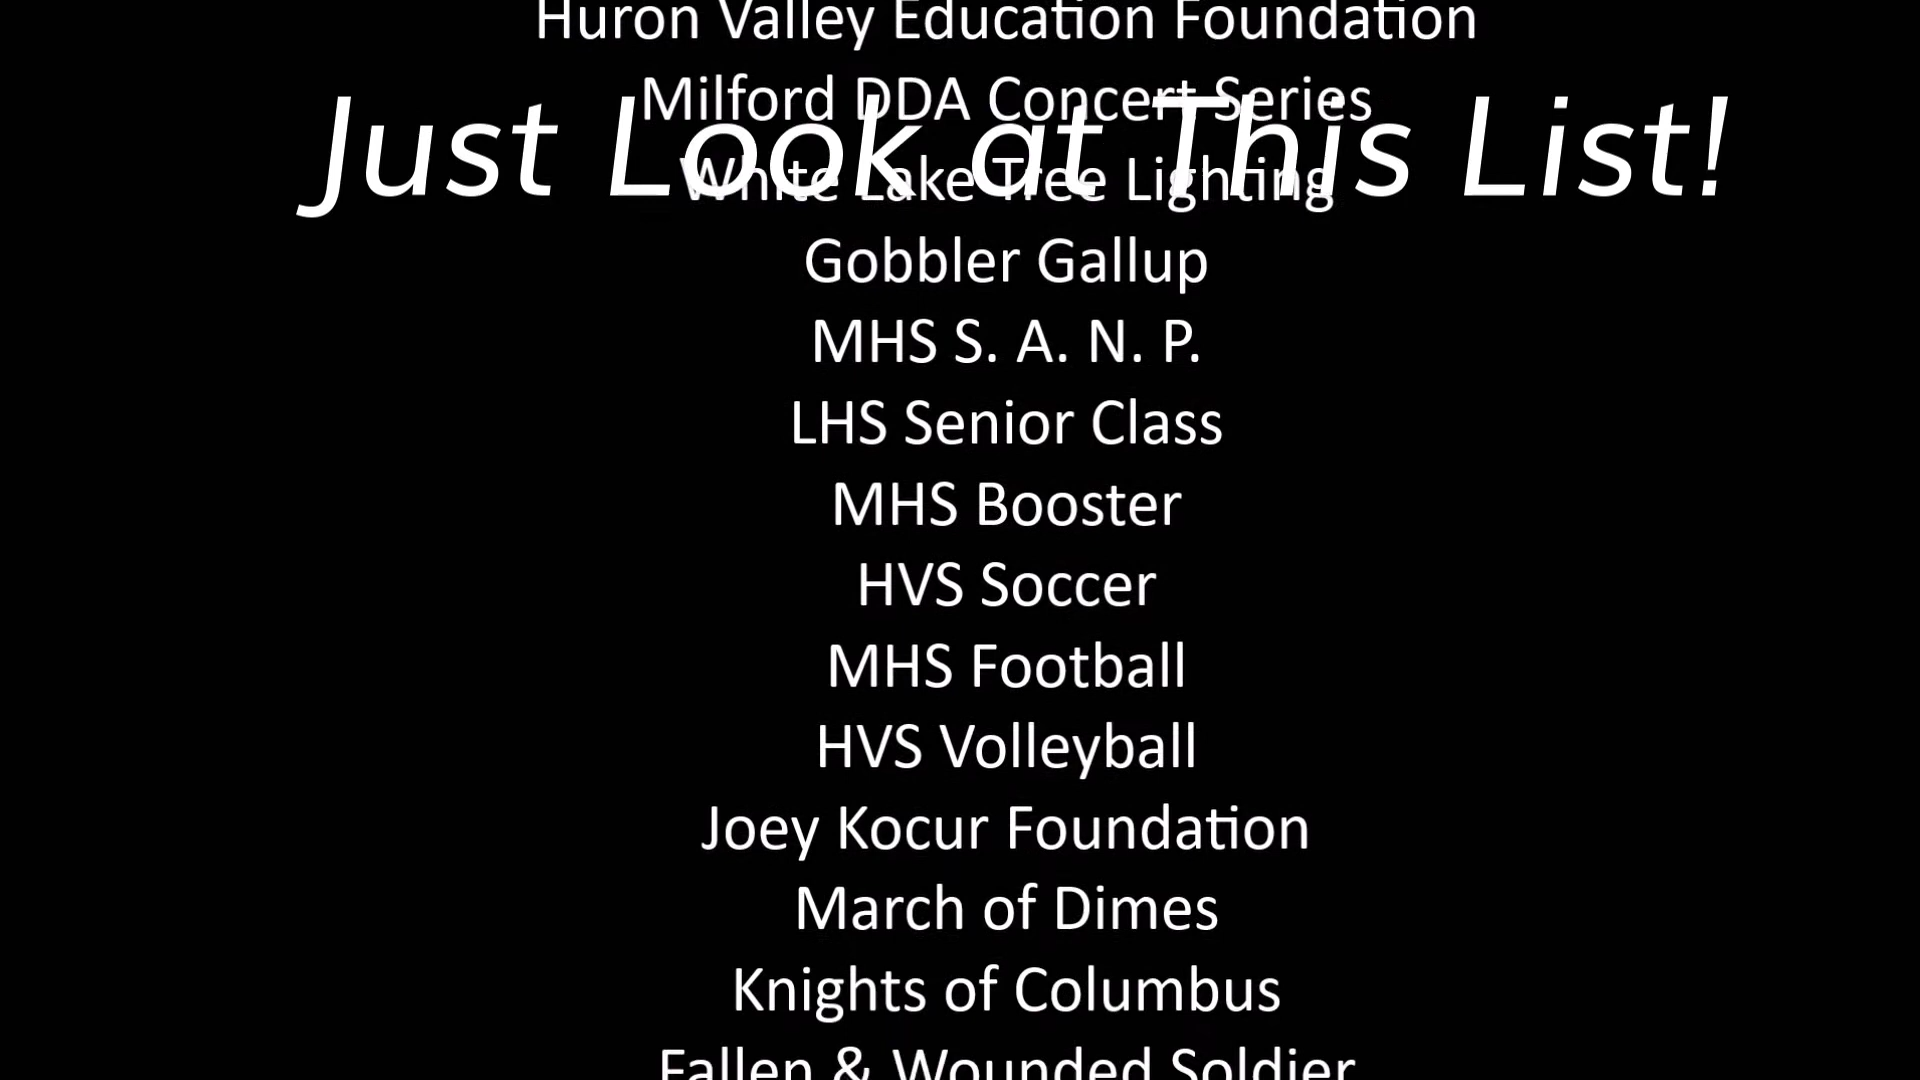 Huron Valley Education Foundation
Milford DDA Concert Series
Just Look at This List!
White Lake Tree Lighting
Gobbler Gallup
MHS S. A. N. P.
LHS Senior Class
MHS Booster
HVS Soccer
MHS Football
HVS Volleyball
Joey Kocur Foundation
March of Dimes
Knights of Columbus
Fallen & Wounded Soldier